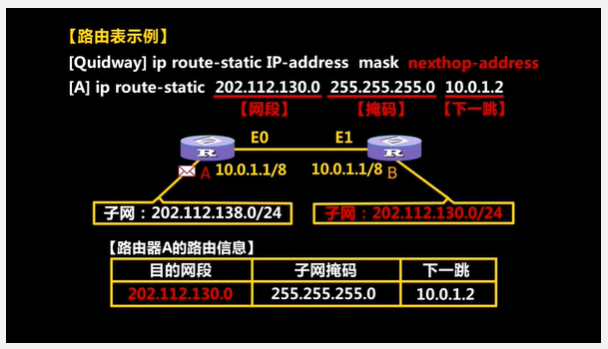 【路由表示例】
[Quidway] ip route-static IP-address mask nexthop-address
[A] ip route-static 202.112.130.0 255.255.255.0 10.0.1.2
【网段】 【掩码】 【下一跳】
E0 E1
R R
A 10.0.1.1/8 10.0.1.1/8 B
子网：202.112.138.0/24 子网：202.112.130.0/24
【路由器A的路由信息】
目的网段 子网掩码 下一跳
202.112.130.0 255.255.255.0 10.0.1.2